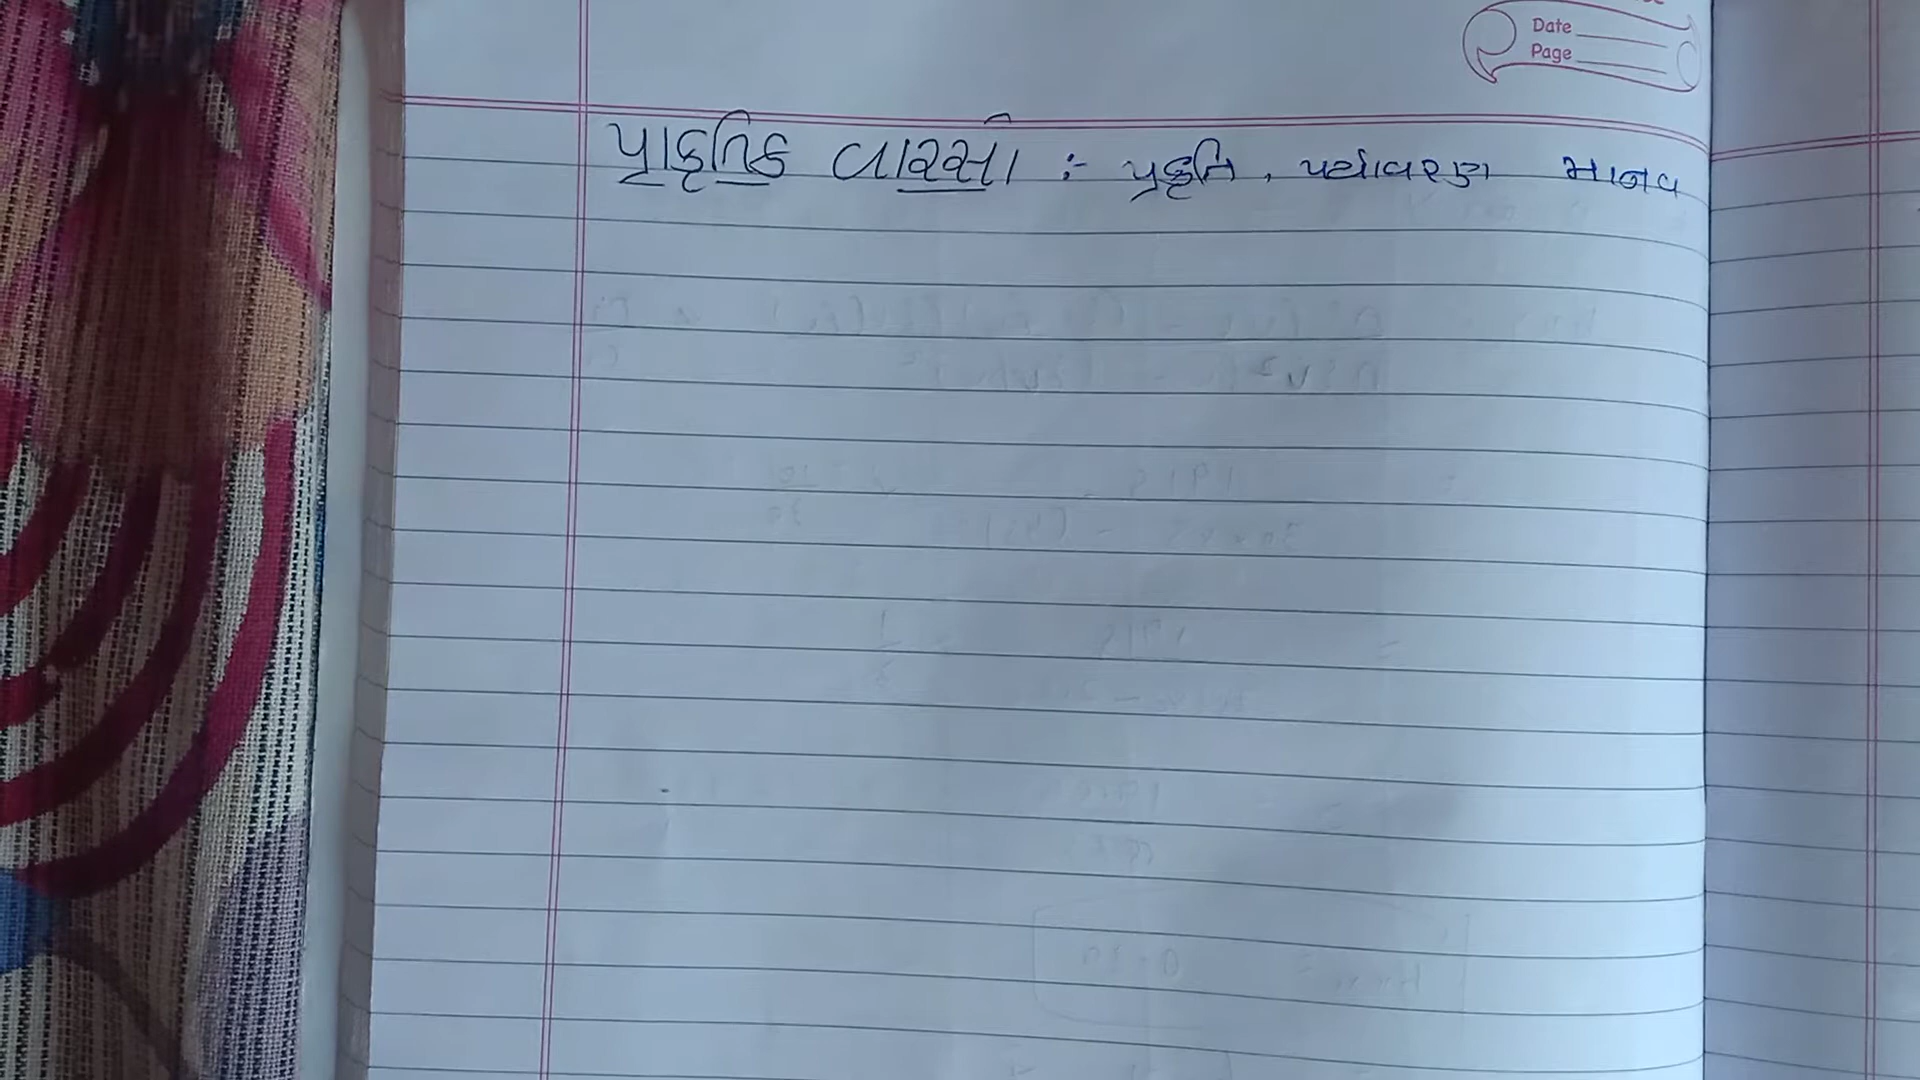 Date
Page
પ્રાકૃતિક વારસો :- પ્રકૃતિ, પર્યાવરણ માનવ